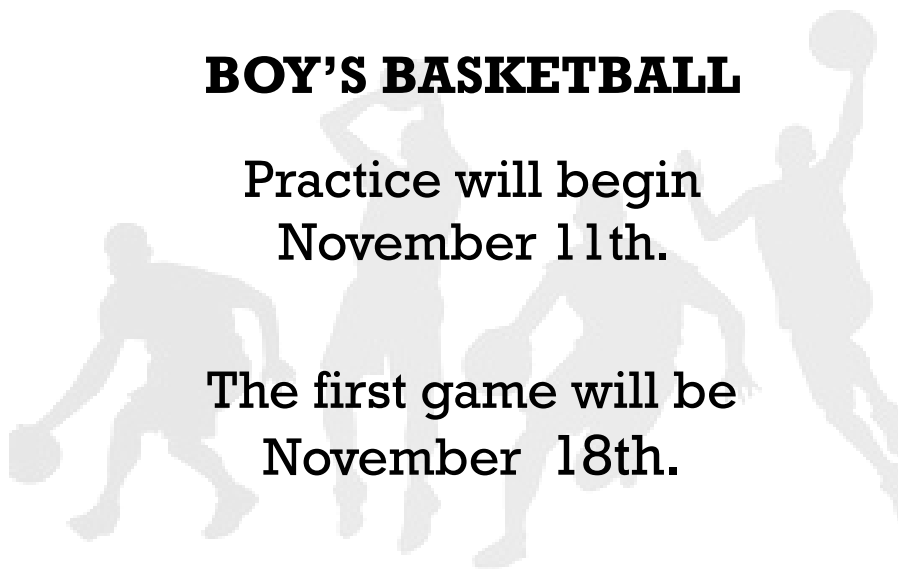 BOY’S BASKETBALL
Practice will begin
November 11th.
The first game will be
November  18th.